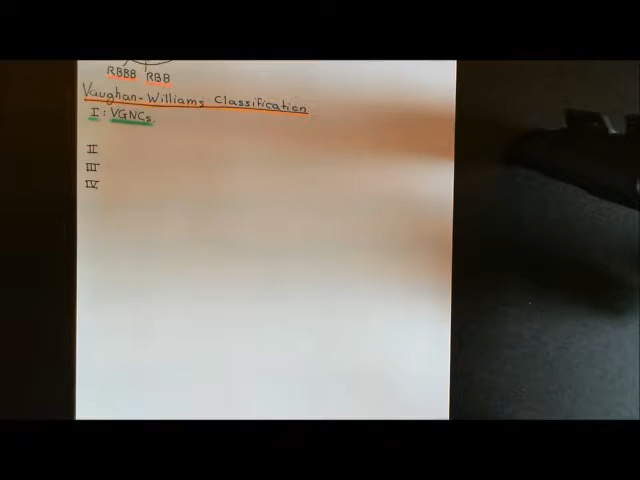 RBBB RBB
Vaughan-Williams Classification
I: VGNCs
II
III
IV